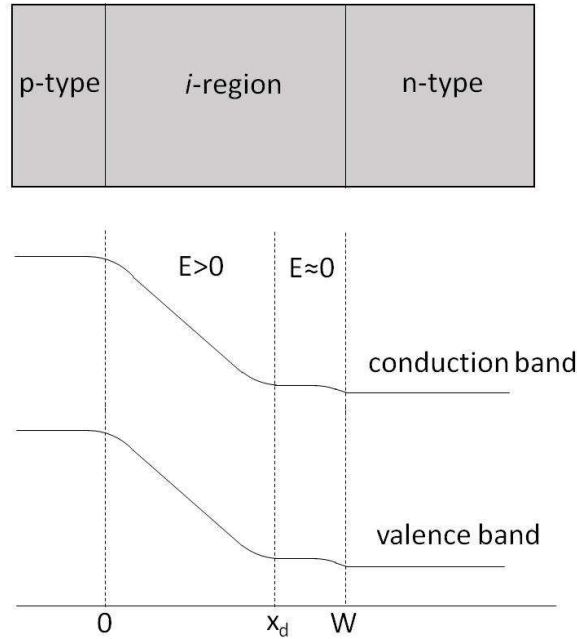 p-type i-region n-type
E>0 E≈0
conduction band
valence band
0 x_d W